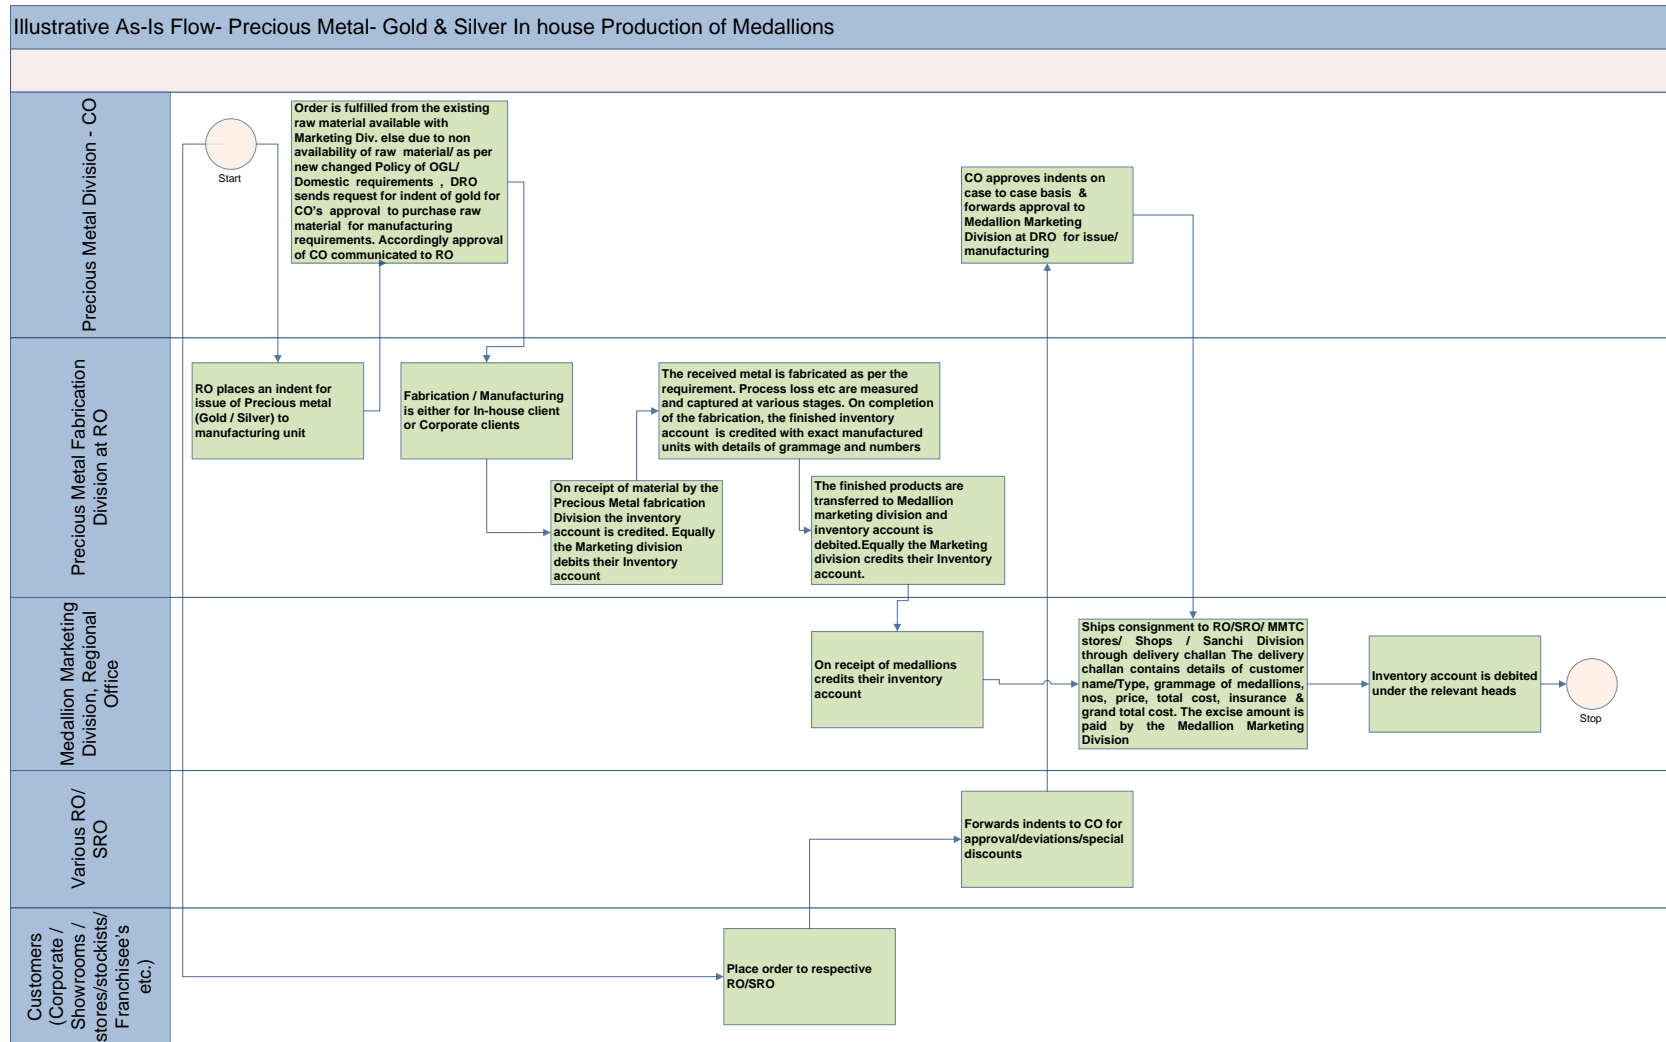 Illustrative As-Is Flow- Precious Metal- Gold & Silver In house Production of Medallions
Precious Metal Division - CO
Start
Order is fulfilled from the existing
raw material available with
Marketing Div. else due to non
availability of raw material/ as per
new changed Policy of OGL/
Domestic requirements , DRO
sends request for indent of gold for
CO's approval to purchase raw
material for manufacturing
requirements. Accordingly approval
of CO communicated to RO
CO approves indents on
case to case basis &
forwards approval to
Medallion Marketing
Division at DRO for issue/
manufacturing
Precious Metal Fabrication
Division at RO
RO places an indent for
issue of Precious metal
(Gold / Silver) to
manufacturing unit
Fabrication / Manufacturing
is either for In-house client
or Corporate clients
On receipt of material by the
Precious Metal fabrication
Division the inventory
account is credited. Equally
the Marketing division
debits their Inventory
account
The received metal is fabricated as per the
requirement. Process loss etc are measured
and captured at various stages. On completion
of the fabrication, the finished inventory
account is credited with exact manufactured
units with details of grammage and numbers
The finished products are
transferred to Medallion
marketing division and
inventory account is
debited.Equally the Marketing
division credits their Inventory
account.
Medallion Marketing
Division, Regional
Office
On receipt of medallions
credits their inventory
account
Ships consignment to RO/SRO/ MMTC
stores/ Shops / Sanchi Division
through delivery challan The delivery
challan contains details of customer
name/Type, grammage of medallions,
nos, price, total cost, insurance &
grand total cost. The excise amount is
paid by the Medallion Marketing
Division
Inventory account is debited
under the relevant heads
Stop
Various RO/
SRO
Forwards indents to CO for
approval/deviations/special
discounts
Customers
(Corporate /
Showrooms /
stores/stockists/
Franchisee's
etc.)
Place order to respective
RO/SRO